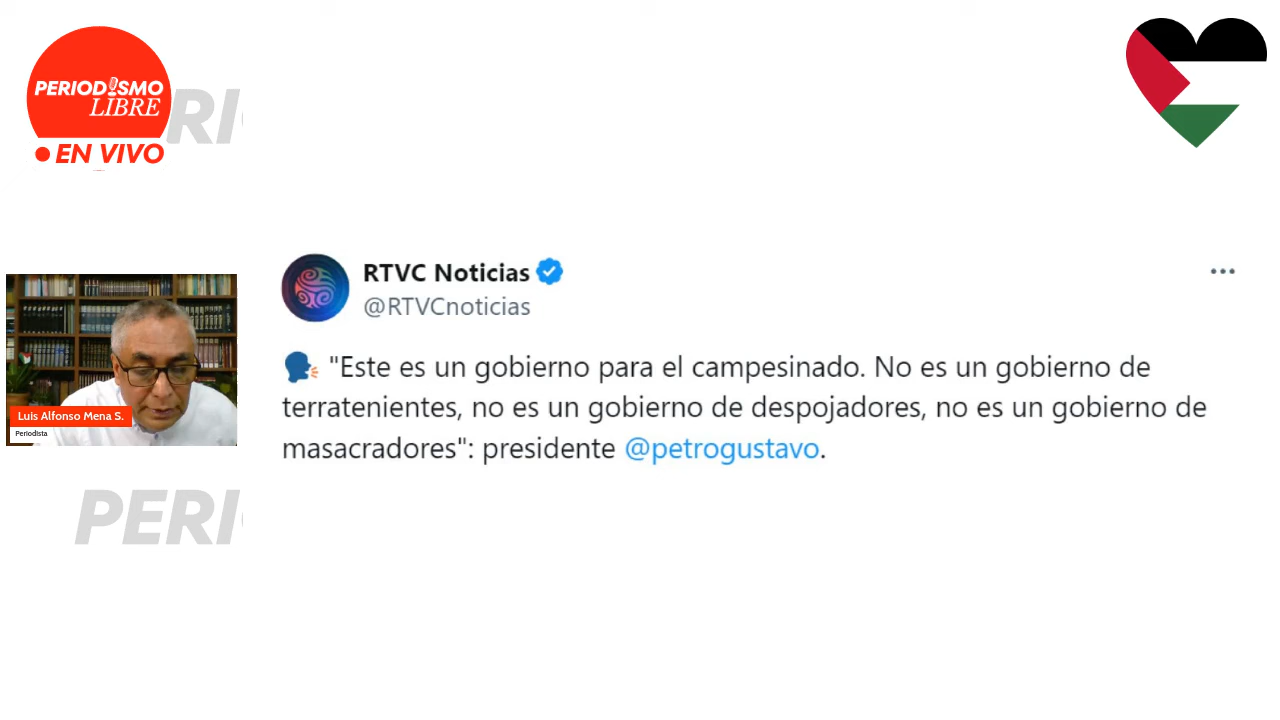 PERIODISMO
LIBRE
EN VIVO
PERI
RTVC Noticias
@RTVCnoticias
"Este es un gobierno para el campesinado. No es un gobierno de
terratenientes, no es un gobierno de despojadores, no es un gobierno de
masacradores": presidente @petrogustavo.
Luis Alfonso Mena S.
Periodista
PERI